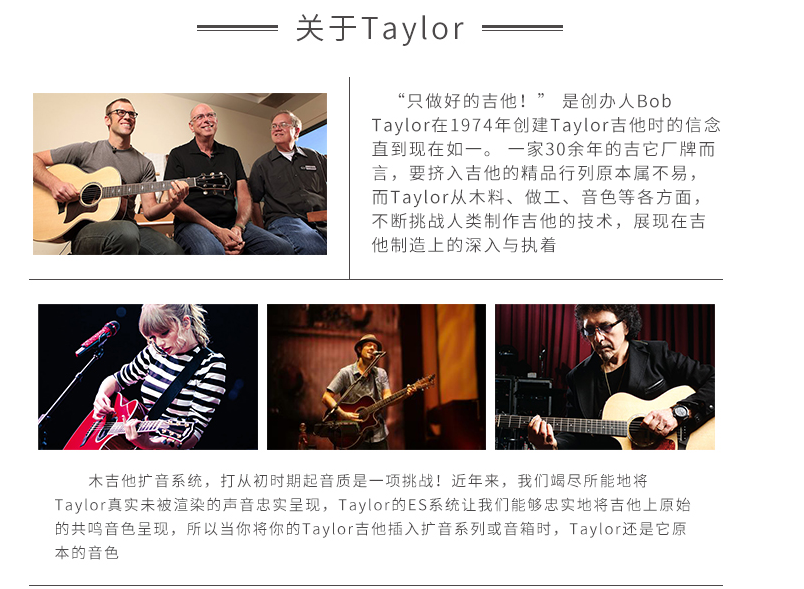 关于Taylor
“只做好的吉他！” 是创办人Bob
Taylor在1974年创建Taylor吉他时的信念
直到现在如一。 一家30余年的吉它厂牌而
言，要挤入吉他的精品行列原本属不易，
而Taylor从木料、做工、音色等各方面，
不断挑战人类制作吉他的技术，展现在吉
他制造上的深入与执着
木吉他扩音系统，打从初时期起音质是一项挑战！近年来，我们竭尽所能地将
Taylor真实未被渲染的声音忠实呈现，Taylor的ES系统让我们能够忠实地将吉他上原始
的共鸣音色呈现，所以当你将你的Taylor吉他插入扩音系列或音箱时，Taylor还是它原
本的音色